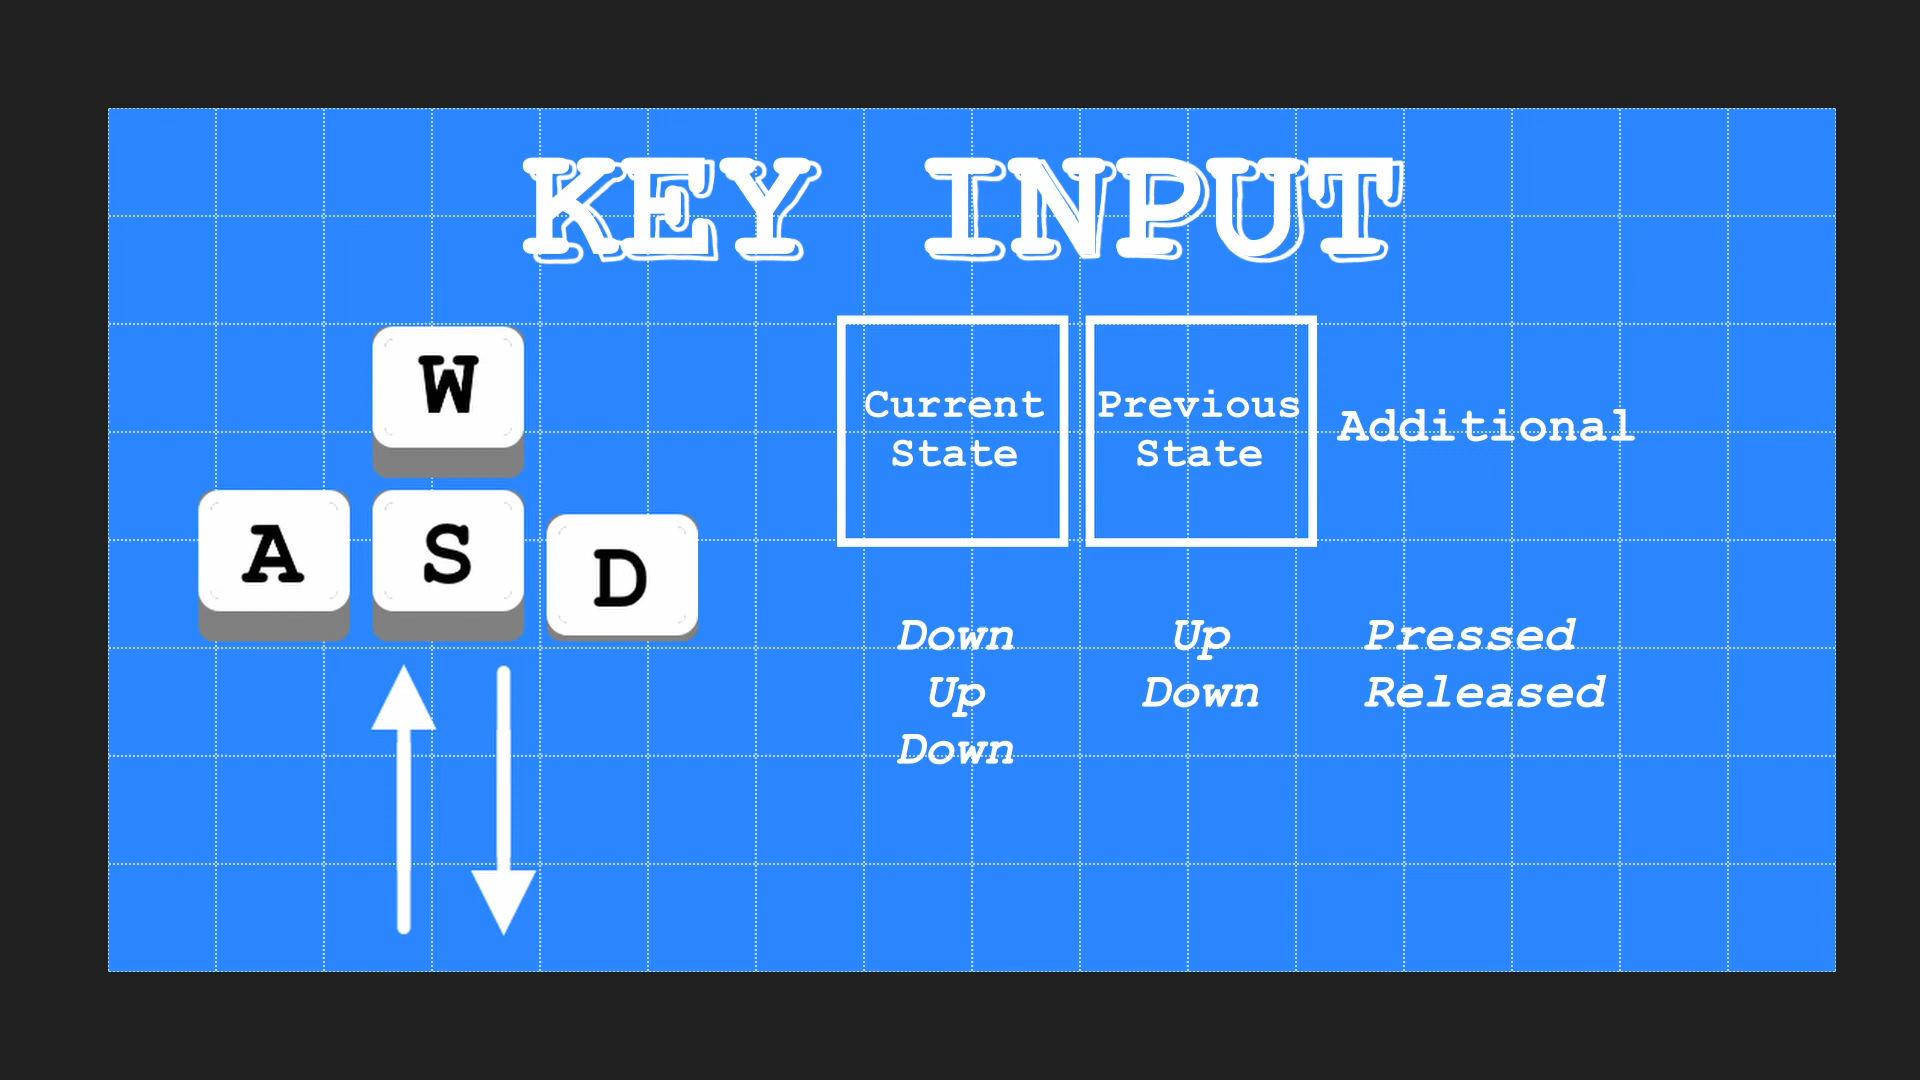 KEY INPUT
W
A S D
Current
State
Previous
State
Additional
Down Up Pressed
Up Down Released
Down